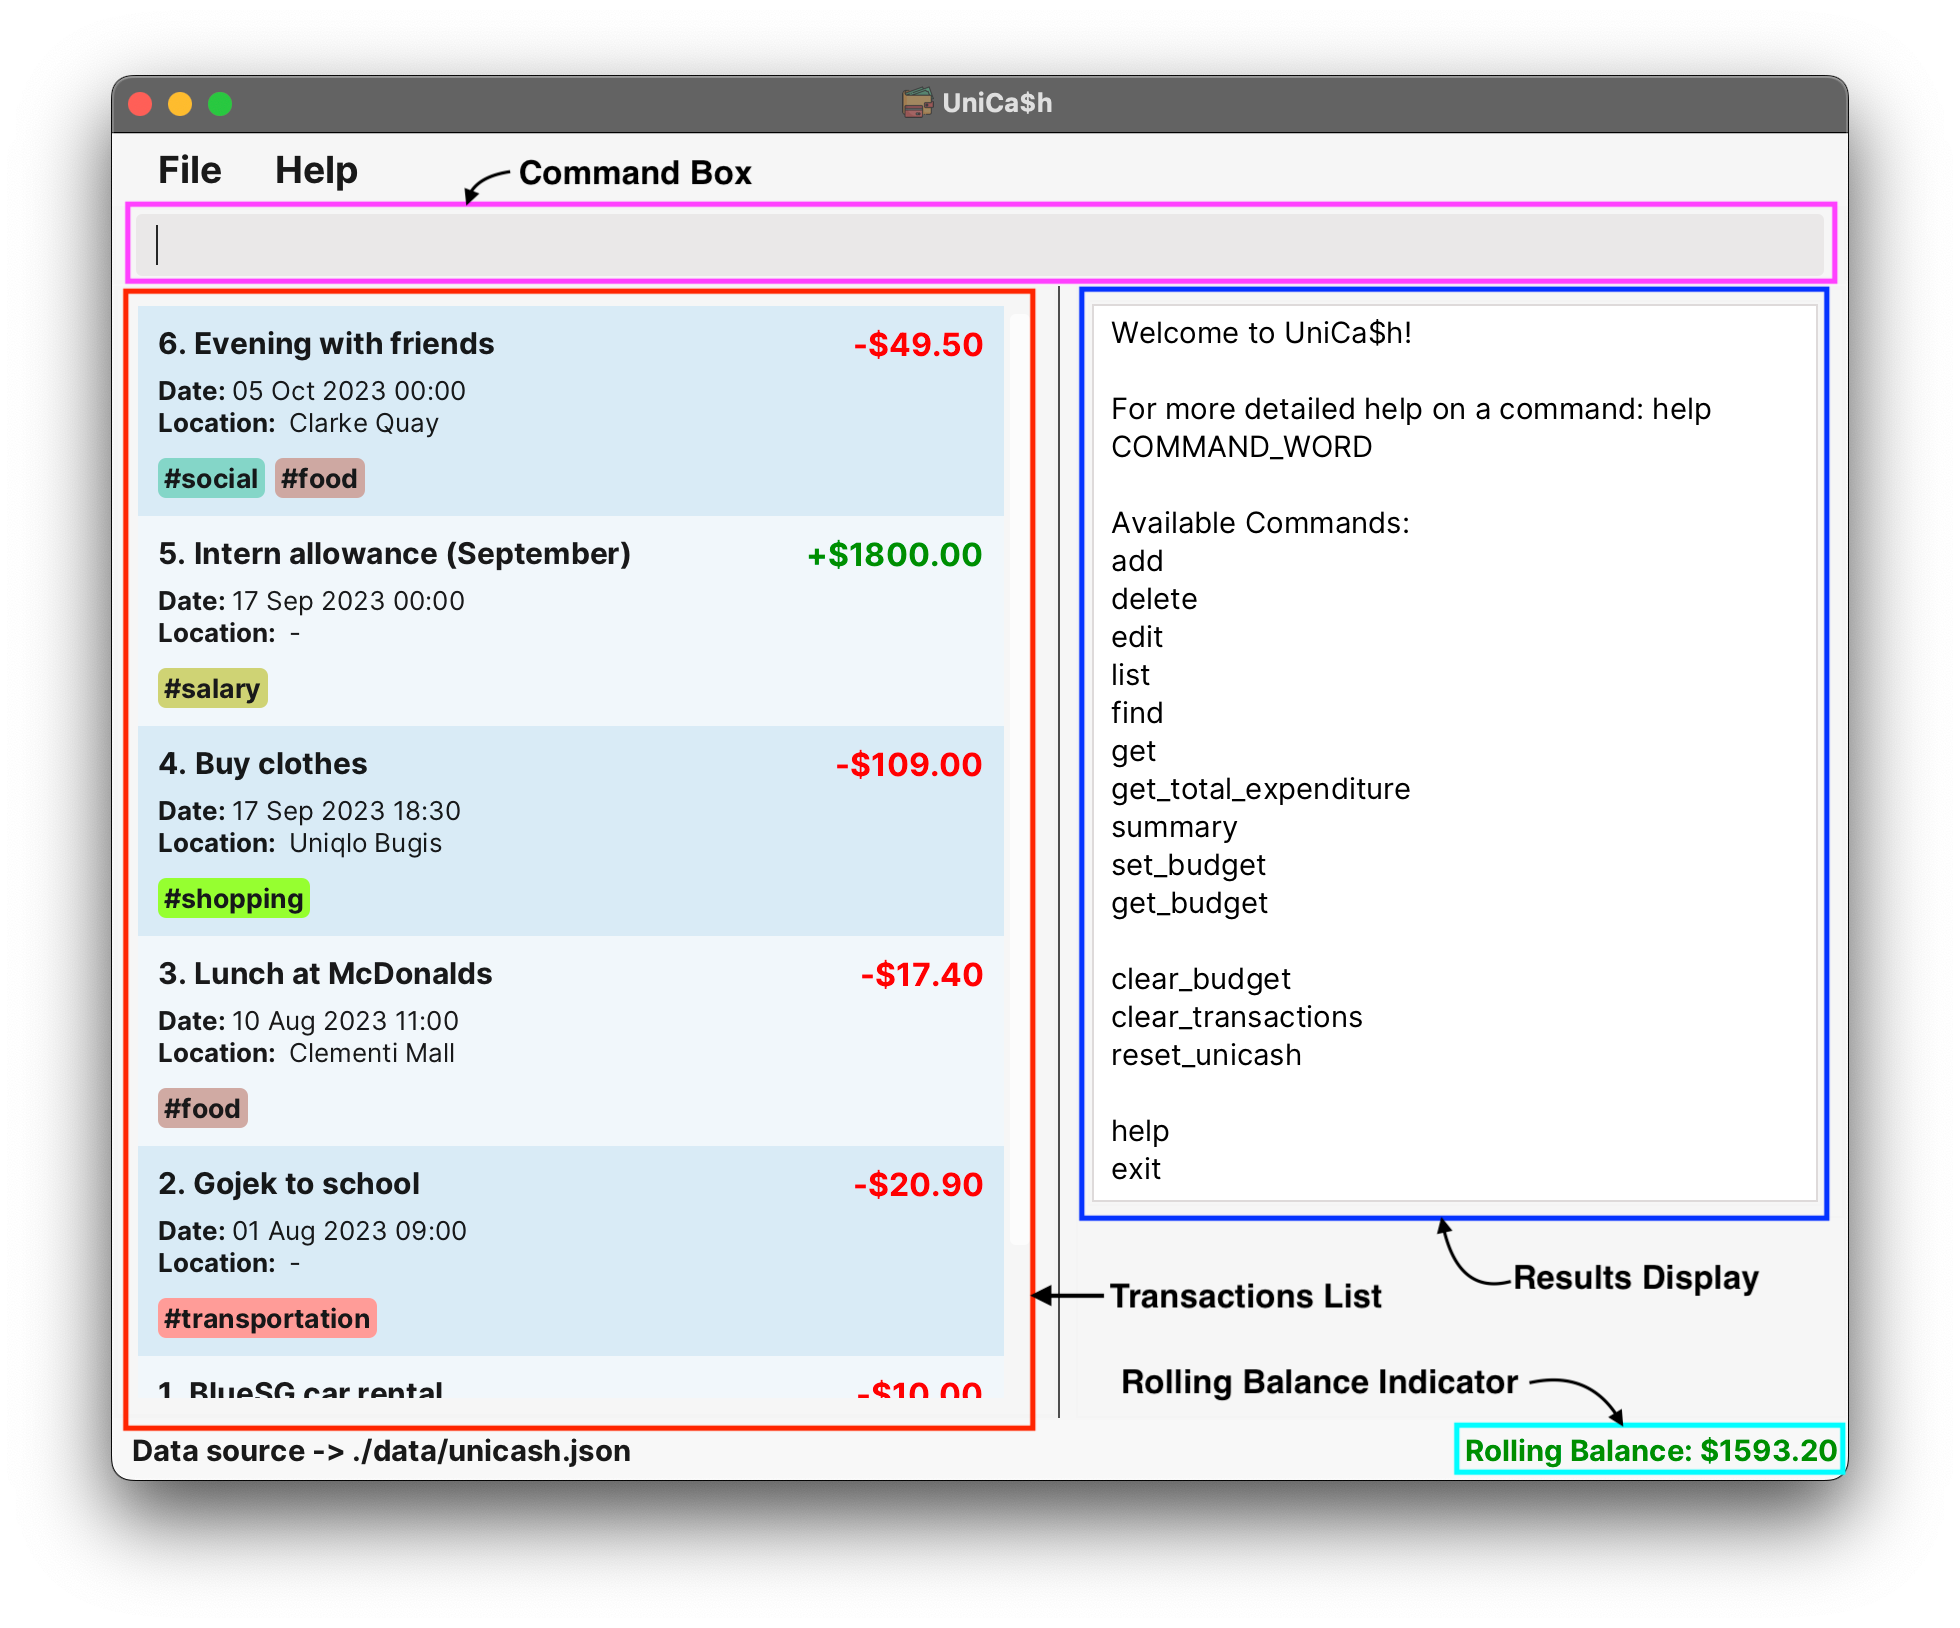 UniCa$h
File Help
Command Box
6. Evening with friends -$49.50
Date: 05 Oct 2023 00:00
Location: Clarke Quay
#social #food
5. Intern allowance (September) +$1800.00
Date: 17 Sep 2023 00:00
Location: -
#salary
4. Buy clothes -$109.00
Date: 17 Sep 2023 18:30
Location: Uniqlo Bugis
#shopping
3. Lunch at McDonalds -$17.40
Date: 10 Aug 2023 11:00
Location: Clementi Mall
#food
2. Gojek to school -$20.90
Date: 01 Aug 2023 09:00
Location: -
#transportation
1. BlueSG car rental -$10.00
Welcome to UniCa$h!
For more detailed help on a command: help
COMMAND_WORD
Available Commands:
add
delete
edit
list
find
get
get_total_expenditure
summary
set_budget
get_budget
clear_budget
clear_transactions
reset_unicash
help
exit
Results Display
Transactions List
Rolling Balance Indicator
Data source -> ./data/unicash.json
Rolling Balance: $1593.20